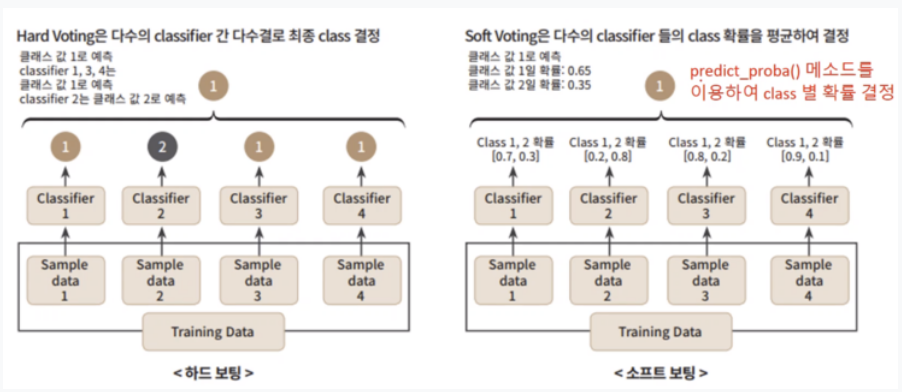 Hard Voting은 다수의 classifier 간 다수결로 최종 class 결정
클래스 값 1로 예측
classifier 1, 3, 4는
클래스 값 1로 예측
classifier 2는 클래스 값 2로 예측
1
1
2
1
1
Classifier
1
Classifier
2
Classifier
3
Classifier
4
Sample
data
1
Sample
data
2
Sample
data
3
Sample
data
4
Training Data
< 하드 보팅 >
Soft Voting은 다수의 classifier 들의 class 확률을 평균하여 결정
클래스 값 1로 예측
클래스 값 1일 확률: 0.65
클래스 값 2일 확률: 0.35
1
predict_proba() 메소드를
이용하여 class 별 확률 결정
Class 1, 2 확률
[0.7, 0.3]
Class 1, 2 확률
[0.2, 0.8]
Class 1, 2 확률
[0.8, 0.2]
Class 1, 2 확률
[0.9, 0.1]
Classifier
1
Classifier
2
Classifier
3
Classifier
4
Sample
data
1
Sample
data
2
Sample
data
3
Sample
data
4
Training Data
< 소프트 보팅 >